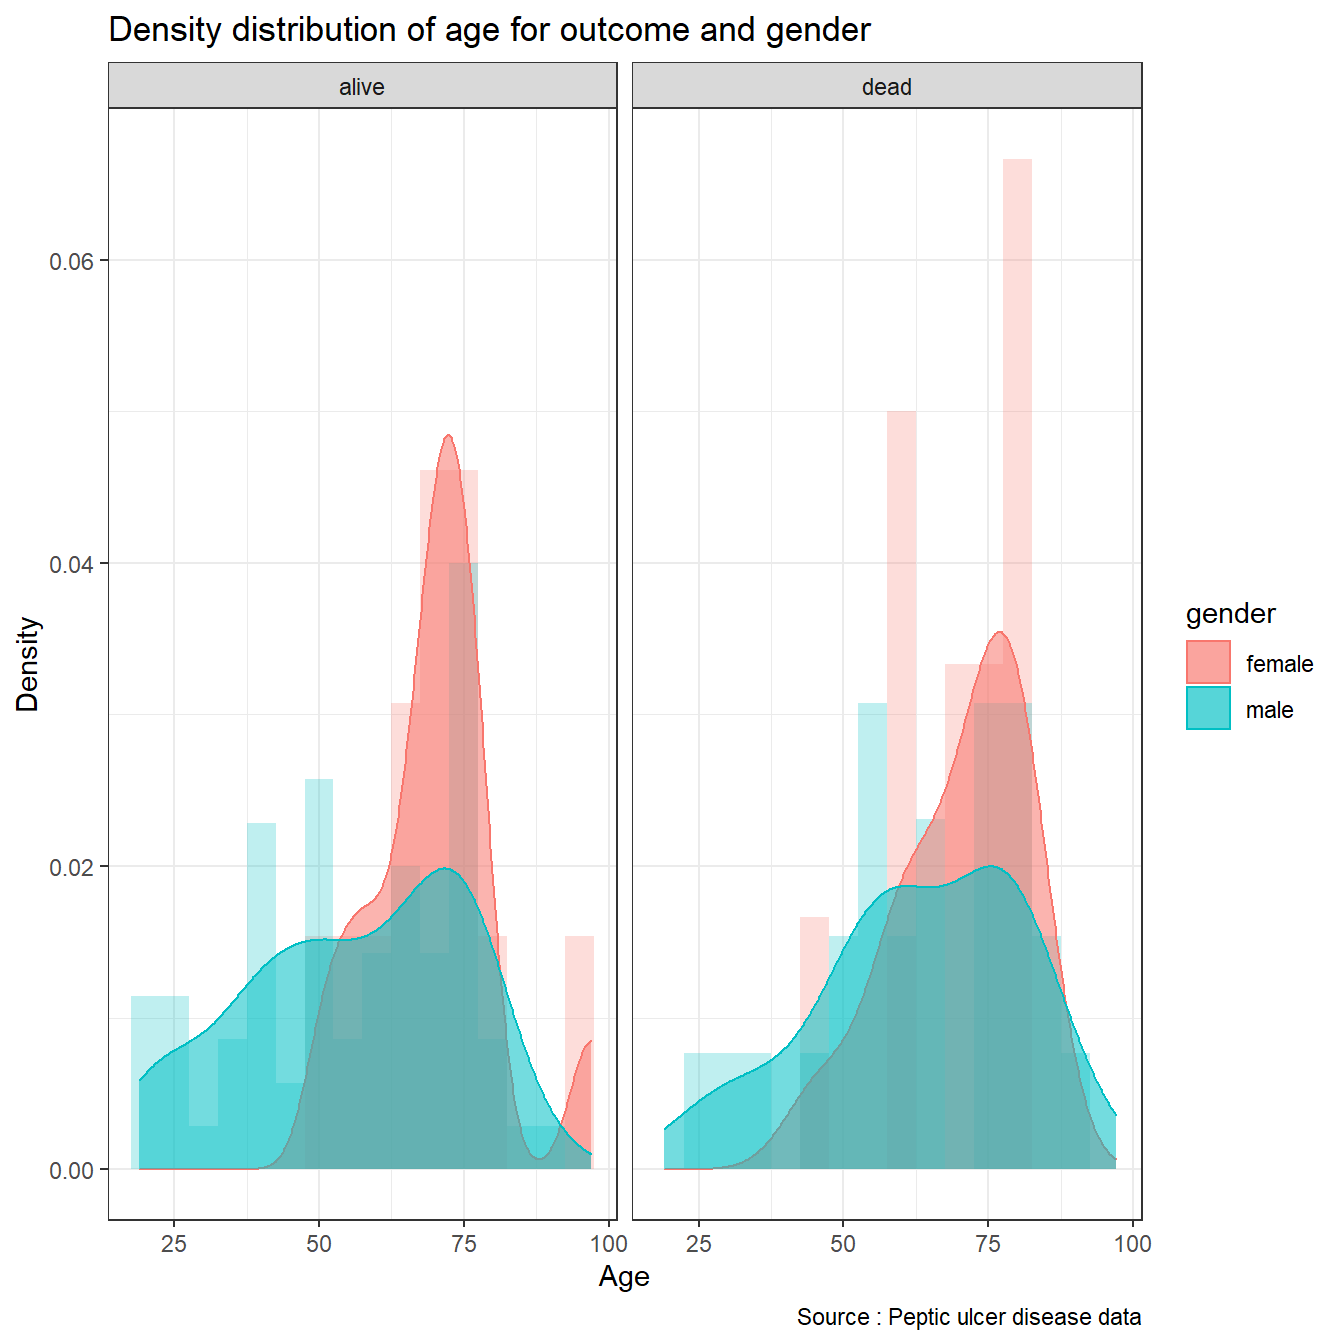 Density distribution of age for outcome and gender
alive
dead
0.06
0.04
0.02
0.00
Density
25
50
75
100
25
50
75
100
Age
gender
female
male
Source : Peptic ulcer disease data